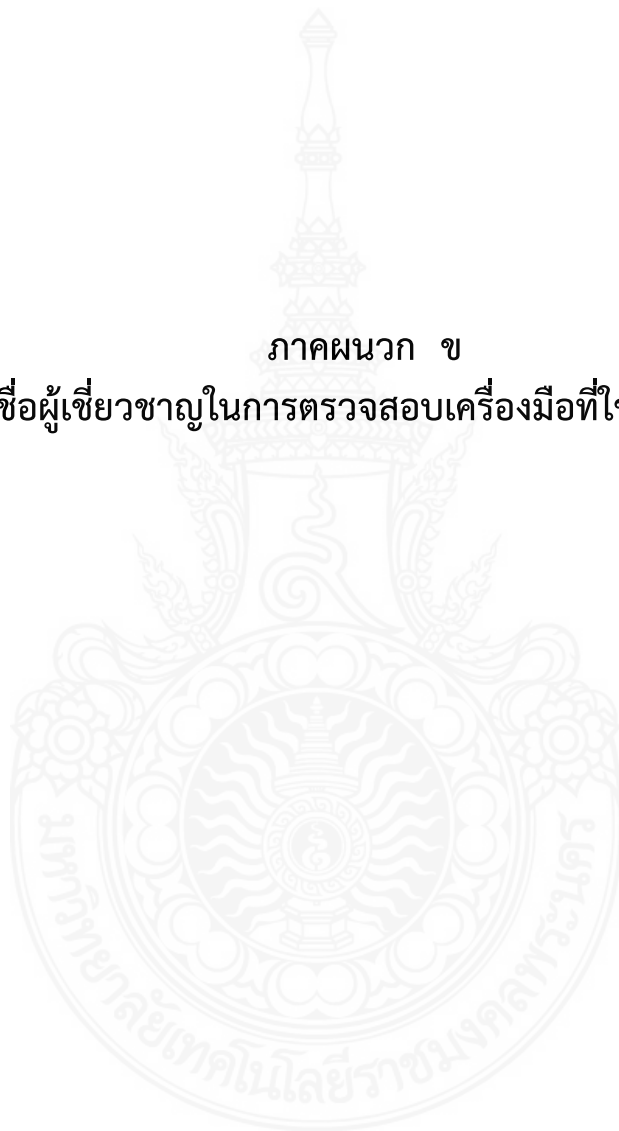 ภาคผนวก ข
ชื่อผู้เชี่ยวชาญในการตรวจสอบเครื่องมือที่ใ
มหาวิทยาลัยเทคโนโลยีราชมงคลพระนคร